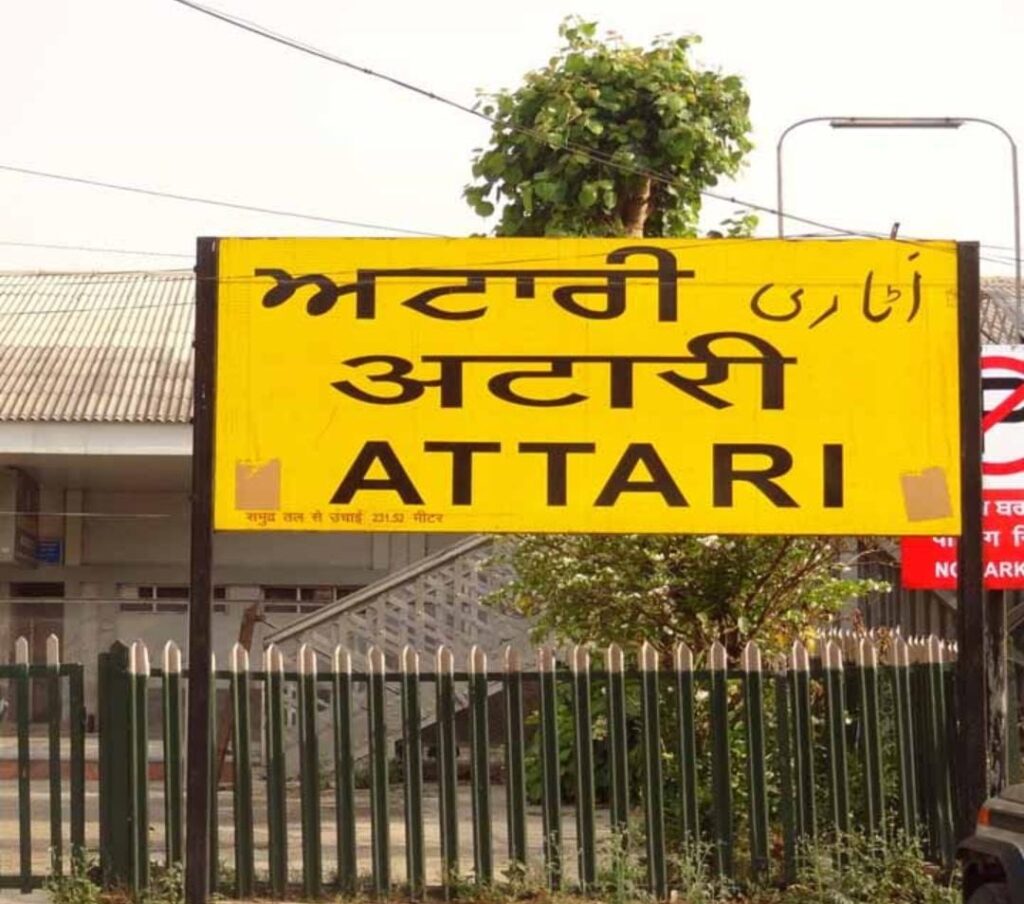 ਅਟਾਰੀ اٹاری
अटारी
ATTARI
समुद्र तल से उंचाई 231.52 मीटर